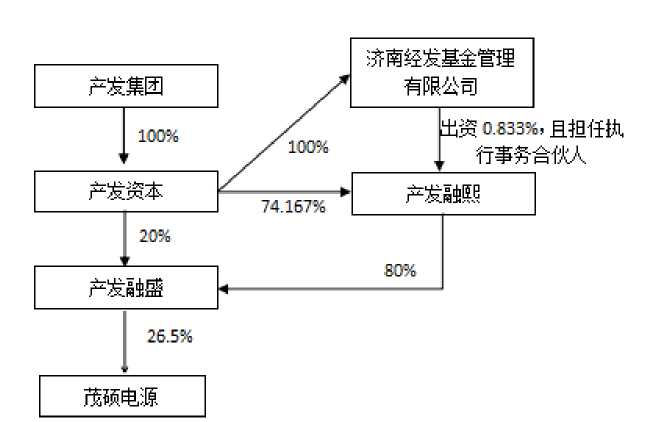 济南经发基金管理
有限公司
产发集团
出资 0.833%，且担任执
行事务合伙人
100%
100%
产发资本
产发融熙
74.167%
20%
80%
产发融盛
26.5%
茂硕电源